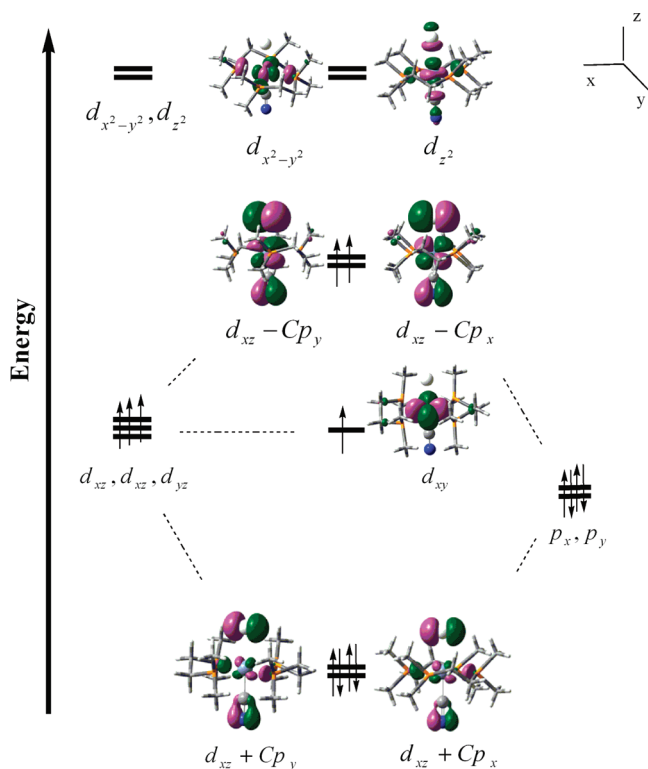 z
x
y
d_{x^2-y^2}, d_{z^2}
d_{x^2-y^2}
d_{z^2}
Energy
d_{xz} - Cp_y
d_{xz} - Cp_x
d_{xz}, d_{xz}, d_{yz}
d_{xy}
p_x, p_y
d_{xz} + Cp_y
d_{xz} + Cp_x